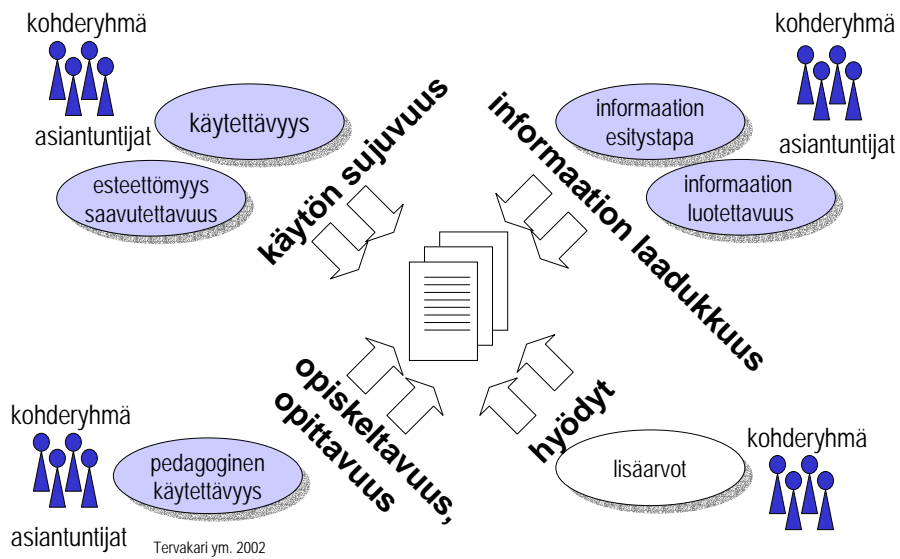 kohderyhmä
asiantuntijat
käytettävyys
esteettömyys
saavutettavuus
käytön sujuvuus
kohderyhmä
asiantuntijat
informaation
esitystapa
informaation
luotettavuus
informaation laadukkuus
kohderyhmä
asiantuntijat
pedagoginen
käytettävyys
opiskeltavuus,
opittavuus
hyödyt
lisäarvot
kohderyhmä
Tervakari ym. 2002